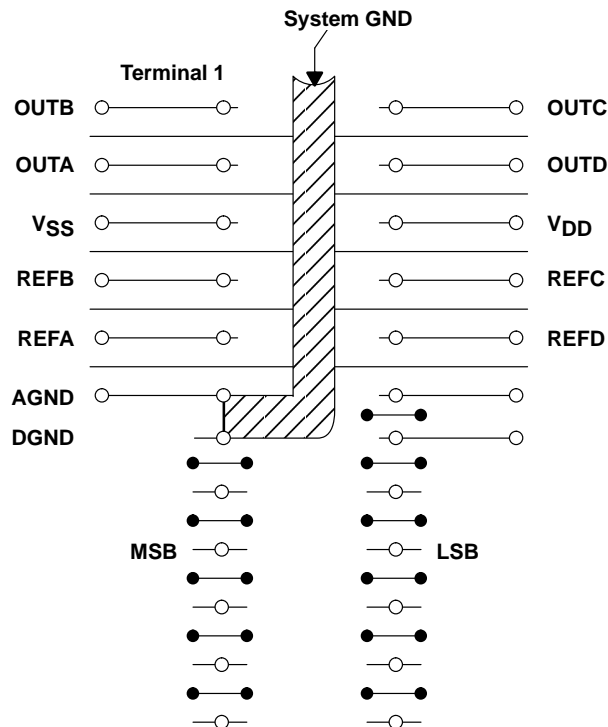 System GND
Terminal 1
OUTB OUTC
OUTA OUTD
VSS VDD
REFB REFC
REFA REFD
AGND
DGND
MSB LSB